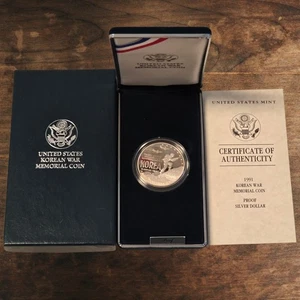 UNITED STATES
KOREAN WAR
MEMORIAL COIN
KOREA
UNITED STATES MINT
CERTIFICATE OF
AUTHENTICITY
1991
KOREAN WAR
MEMORIAL COIN
PROOF
SILVER DOLLAR